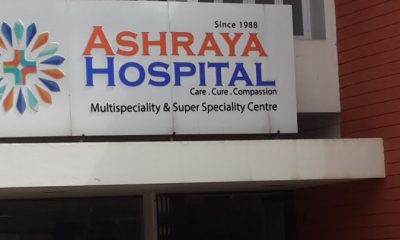 Since 1988
ASHRAYA
HOSPITAL
Care . Cure . Compassion
Multispeciality & Super Speciality Centre